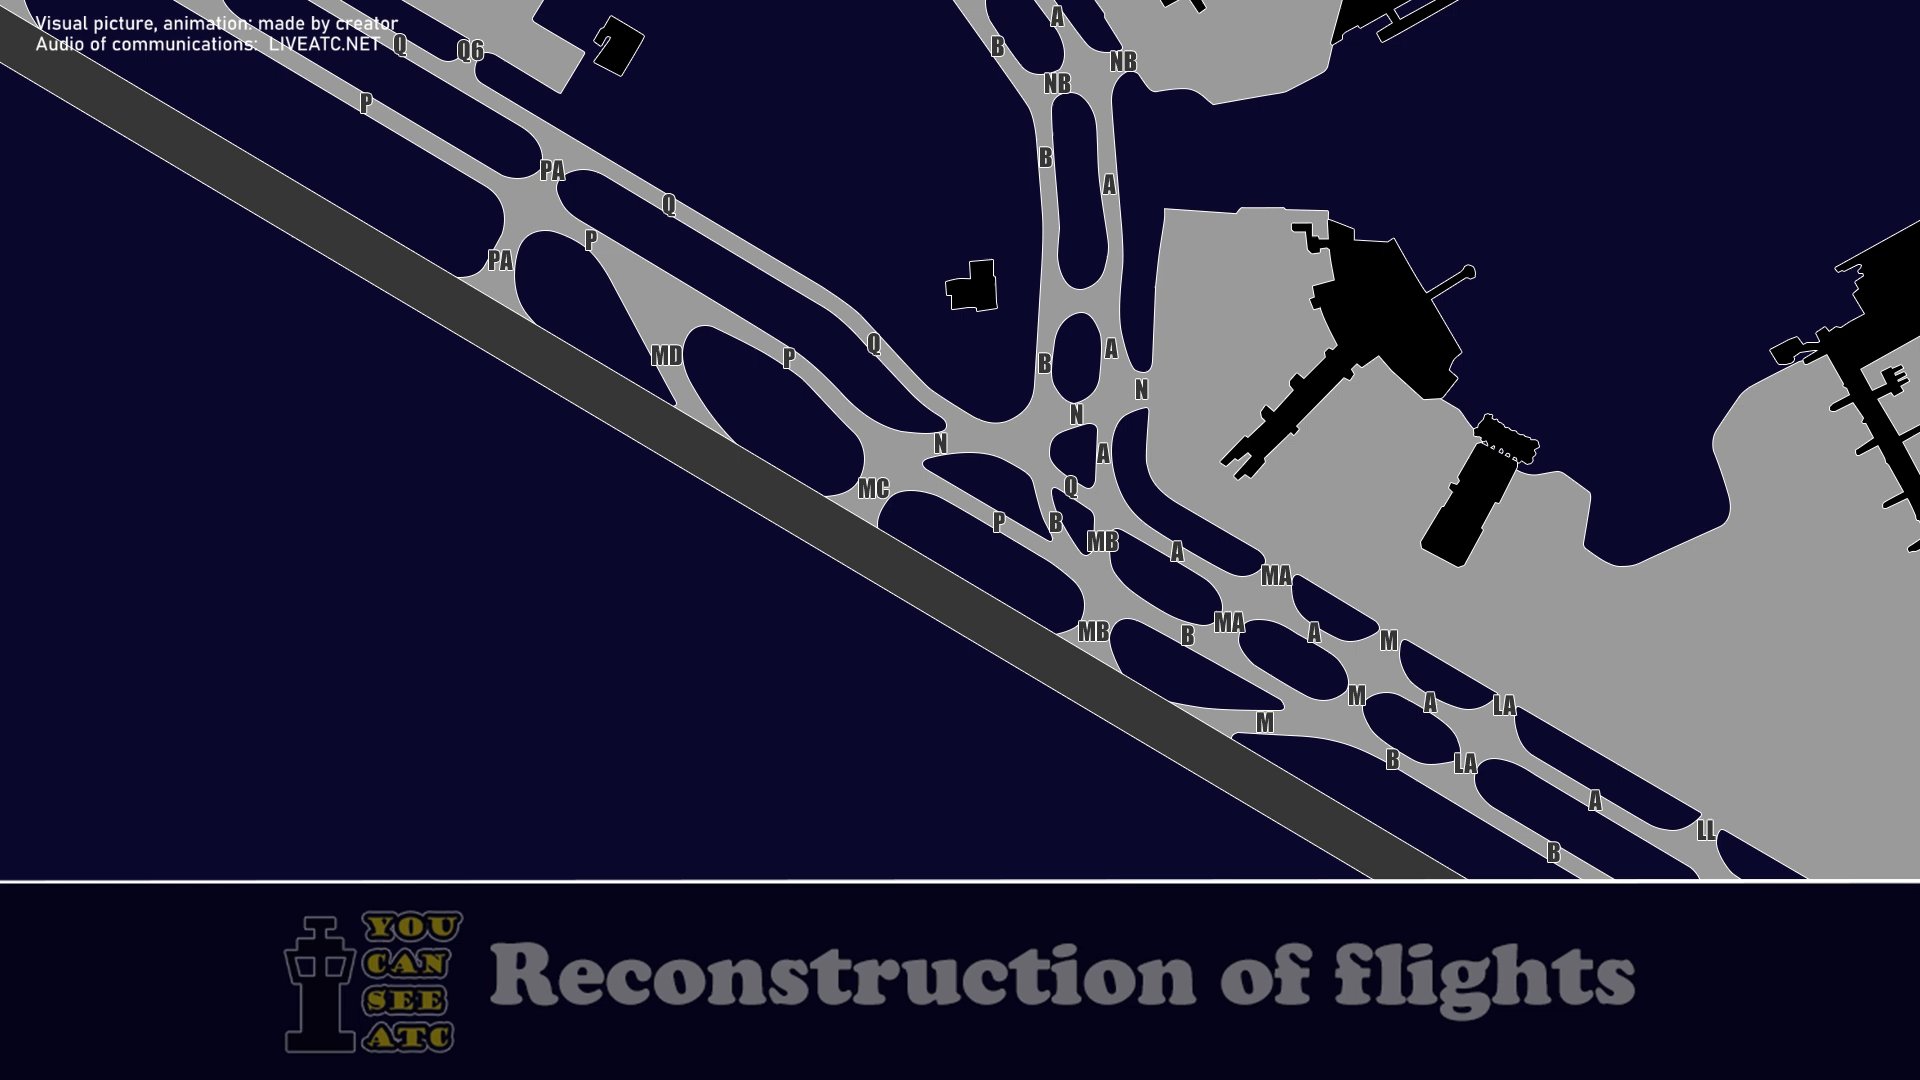 Visual picture, animation: made by creator
Audio of communications: LIVEATC.NET
Q
Q6
P
PA
Q
P
PA
MD
P
Q
N
MC
P
A
B
NB
NB
B
A
A
B
N
N
A
Q
B
MB
A
MA
MB
B
MA
A
M
M
A
LA
M
B
LA
A
LL
B
YOU
CAN
SEE
ATC
Reconstruction of flights